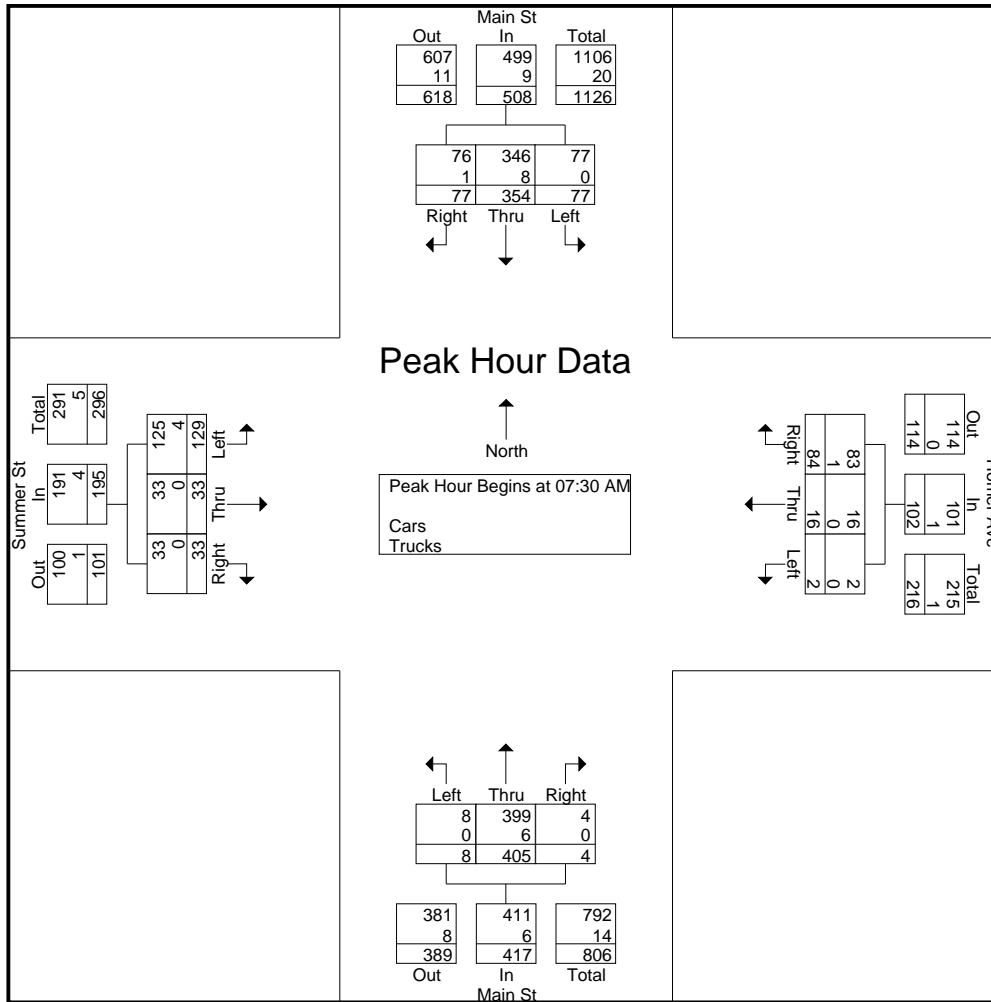 Main St
Out In Total
607 499 1106
11 9 20
618 508 1126
76 346 77
1 8 0
77 354 77
Right Thru Left
Peak Hour Data
North
Peak Hour Begins at 07:30 AM
Cars
Trucks
Summer St
Total In Out
291 191 100
5 4 1
296 195 101
125 33 33
4 0 0
129 33 33
Left Thru Right
Out In Total
114 101 215
0 1 1
114 102 216
83 16 2
1 0 0
84 16 2
Right Thru Left
Left Thru Right
8 399 4
0 6 0
8 405 4
381 411 792
8 6 14
389 417 806
Out In Total
Main St